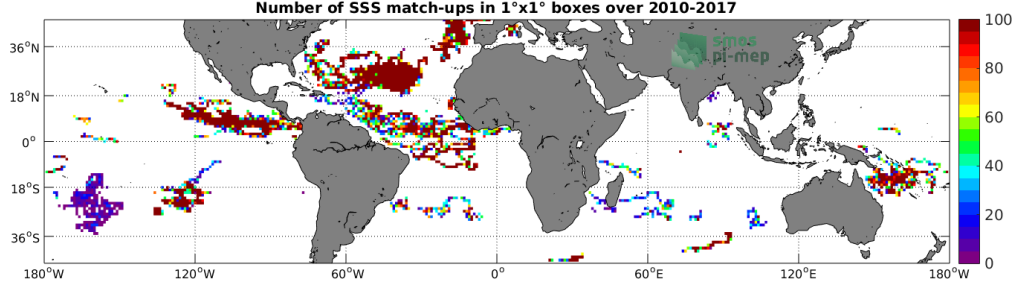 Number of SSS match-ups in 1°x1° boxes over 2010-2017
smos
pi-mep
36°N
18°N
0°
18°S
36°S
180°W 120°W 60°W 0° 60°E 120°E 180°W
100
80
60
40
20
0